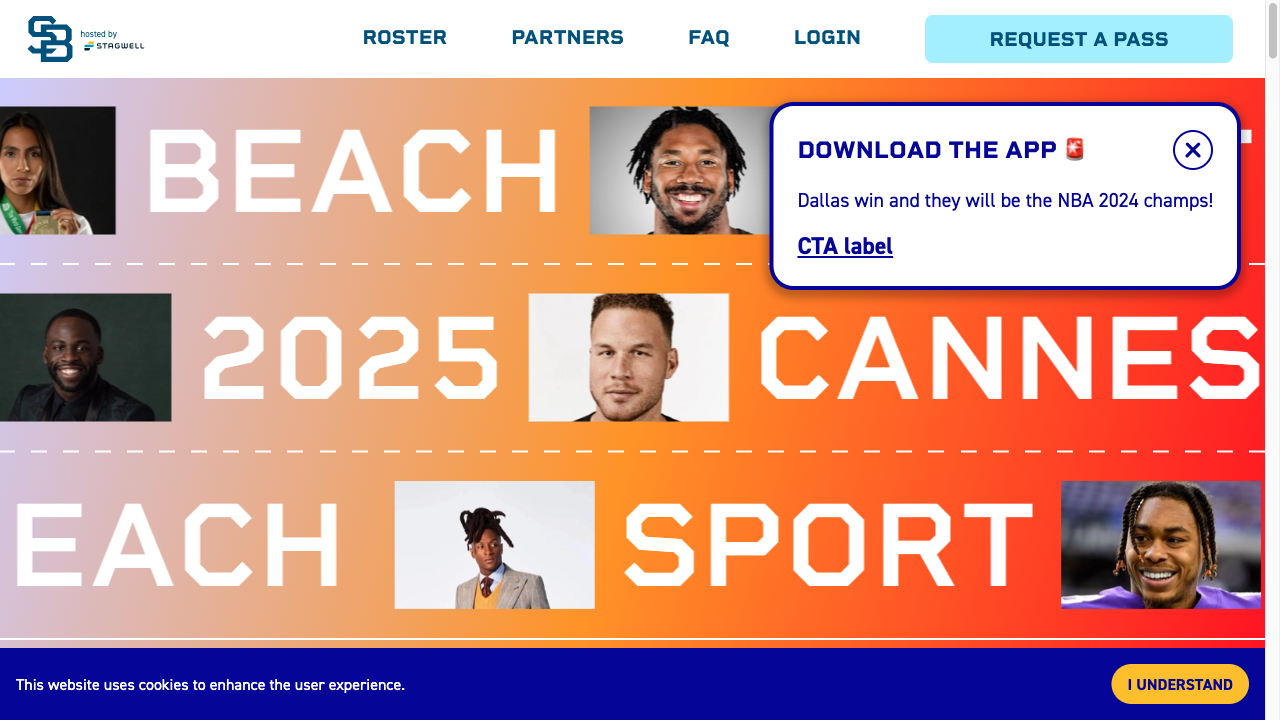 SB
hosted by
STAGWELL
ROSTER
PARTNERS
FAQ
LOGIN
REQUEST A PASS
BEACH
DOWNLOAD THE APP 🚨
Dallas win and they will be the NBA 2024 champs!
CTA label
2025
CANNES
EACH
SPORT
This website uses cookies to enhance the user experience.
I UNDERSTAND